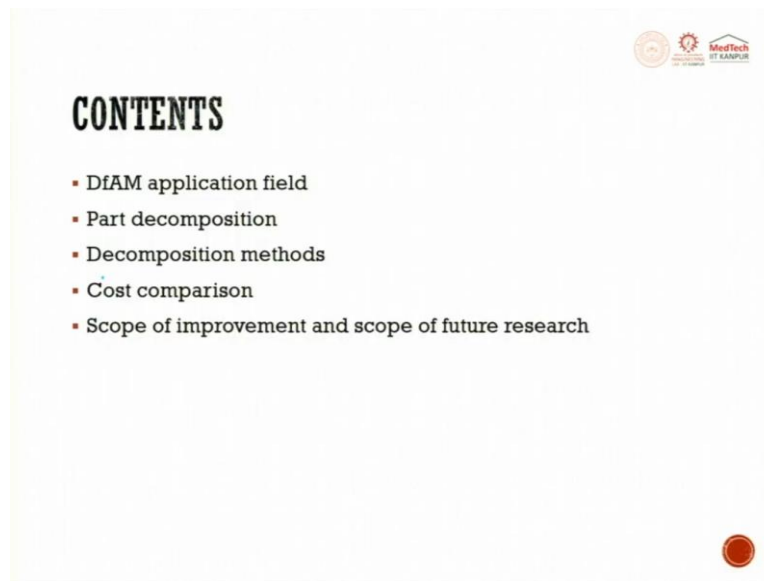 MedTech
IIT KANPUR
CONTENTS
DfAM application field
Part decomposition
Decomposition methods
Cost comparison
Scope of improvement and scope of future research